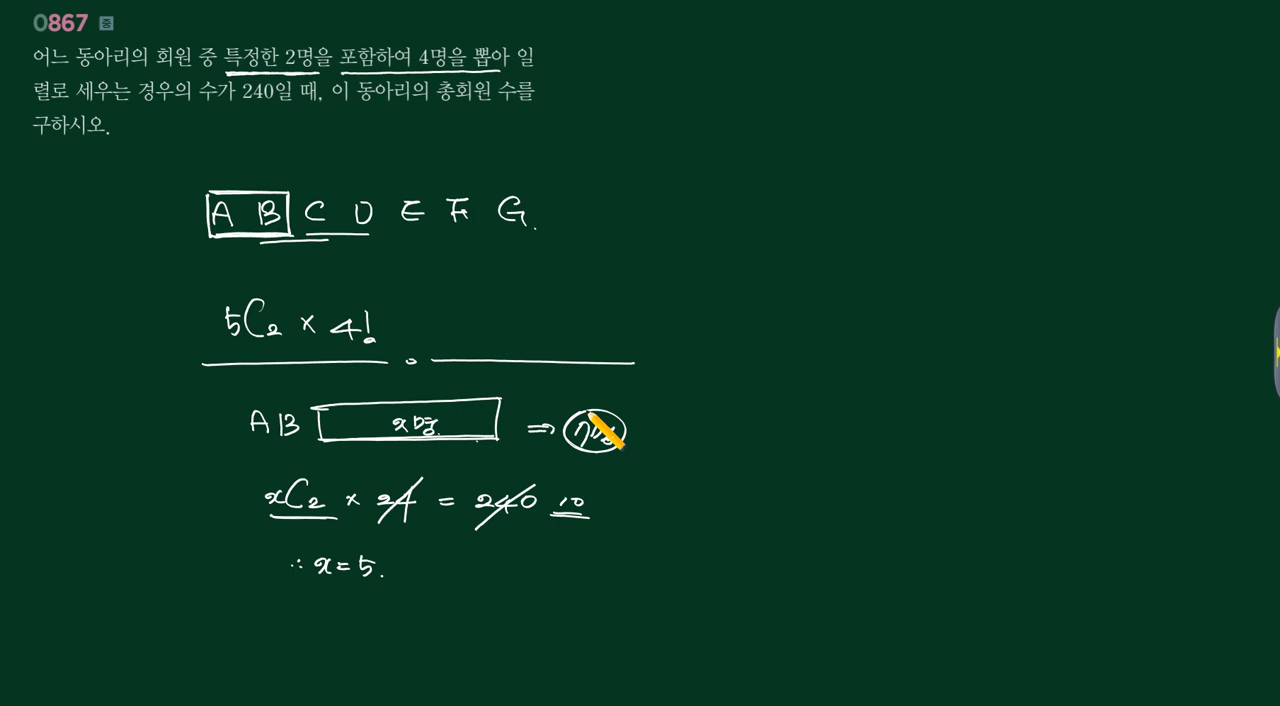 0867 중
어느 동아리의 회원 중 특정한 2명을 포함하여 4명을 뽑아 일
렬로 세우는 경우의 수가 240일 때, 이 동아리의 총회원 수를
구하시오.
A B C D E F G.
5C2 × 4!
A B x명. ⇒ 7명
xC2 × 24 = 240 10
∴ x = 5.